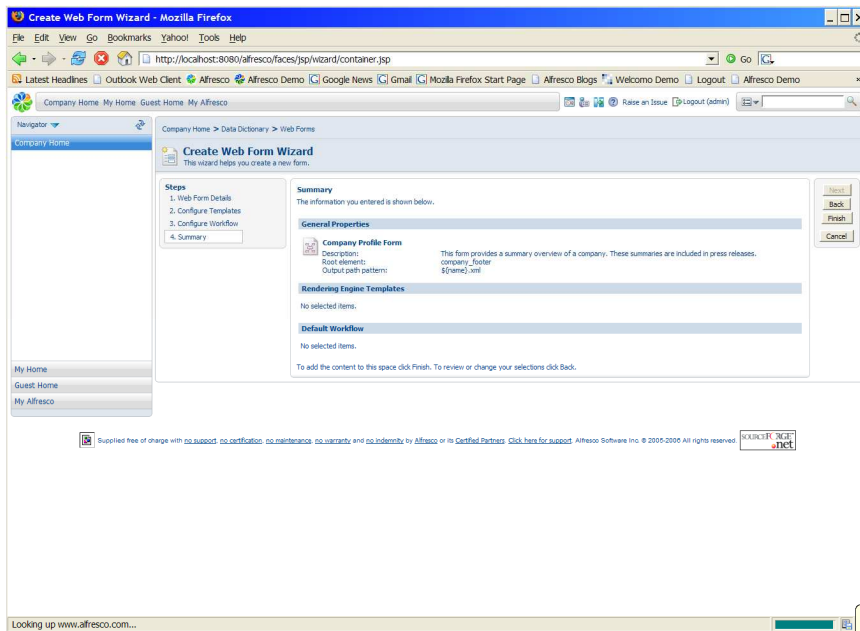 Create Web Form Wizard - Mozilla Firefox
File Edit View Go Bookmarks Yahoo! Tools Help
http://localhost:8080/alfresco/faces/jsp/wizard/container.jsp
Go
Latest Headlines Outlook Web Client Alfresco Alfresco Demo Google News Gmail Mozilla Firefox Start Page Alfresco Blogs Welcomo Demo Logout Alfresco Demo
Company Home My Home Guest Home My Alfresco
Raise an Issue Logout (admin)
Navigator
Company Home
Company Home > Data Dictionary > Web Forms
Create Web Form Wizard
This wizard helps you create a new form.
Steps
1. Web Form Details
2. Configure Templates
3. Configure Workflow
4. Summary
Summary
The information you entered is shown below.
General Properties
Company Profile Form
Description: This form provides a summary overview of a company. These summaries are included in press releases.
Root element: company_footer
Output path pattern: ${name}.xml
Rendering Engine Templates
No selected items.
Default Workflow
No selected items.
To add the content to this space click Finish. To review or change your selections click Back.
Next
Back
Finish
Cancel
My Home
Guest Home
My Alfresco
Supplied free of charge with no support, no certification, no maintenance, no warranty and no indemnity by Alfresco or its Certified Partners. Click here for support. Alfresco Software Inc. © 2005-2006 All rights reserved.
SOURCEFORGE
.net
Looking up www.alfresco.com...